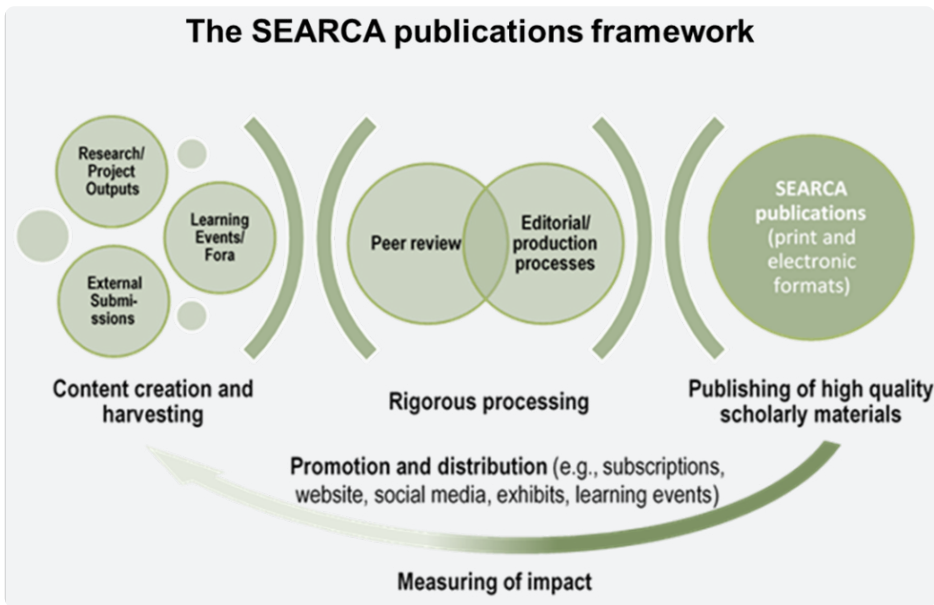 The SEARCA publications framework
Research/
Project
Outputs
Learning
Events/
Fora
External
Submi-
ssions
Content creation and
harvesting
Peer review
Editorial/
production
processes
Rigorous processing
SEARCA
publications
(print and
electronic
formats)
Publishing of high quality
scholarly materials
Promotion and distribution (e.g., subscriptions,
website, social media, exhibits, learning events)
Measuring of impact